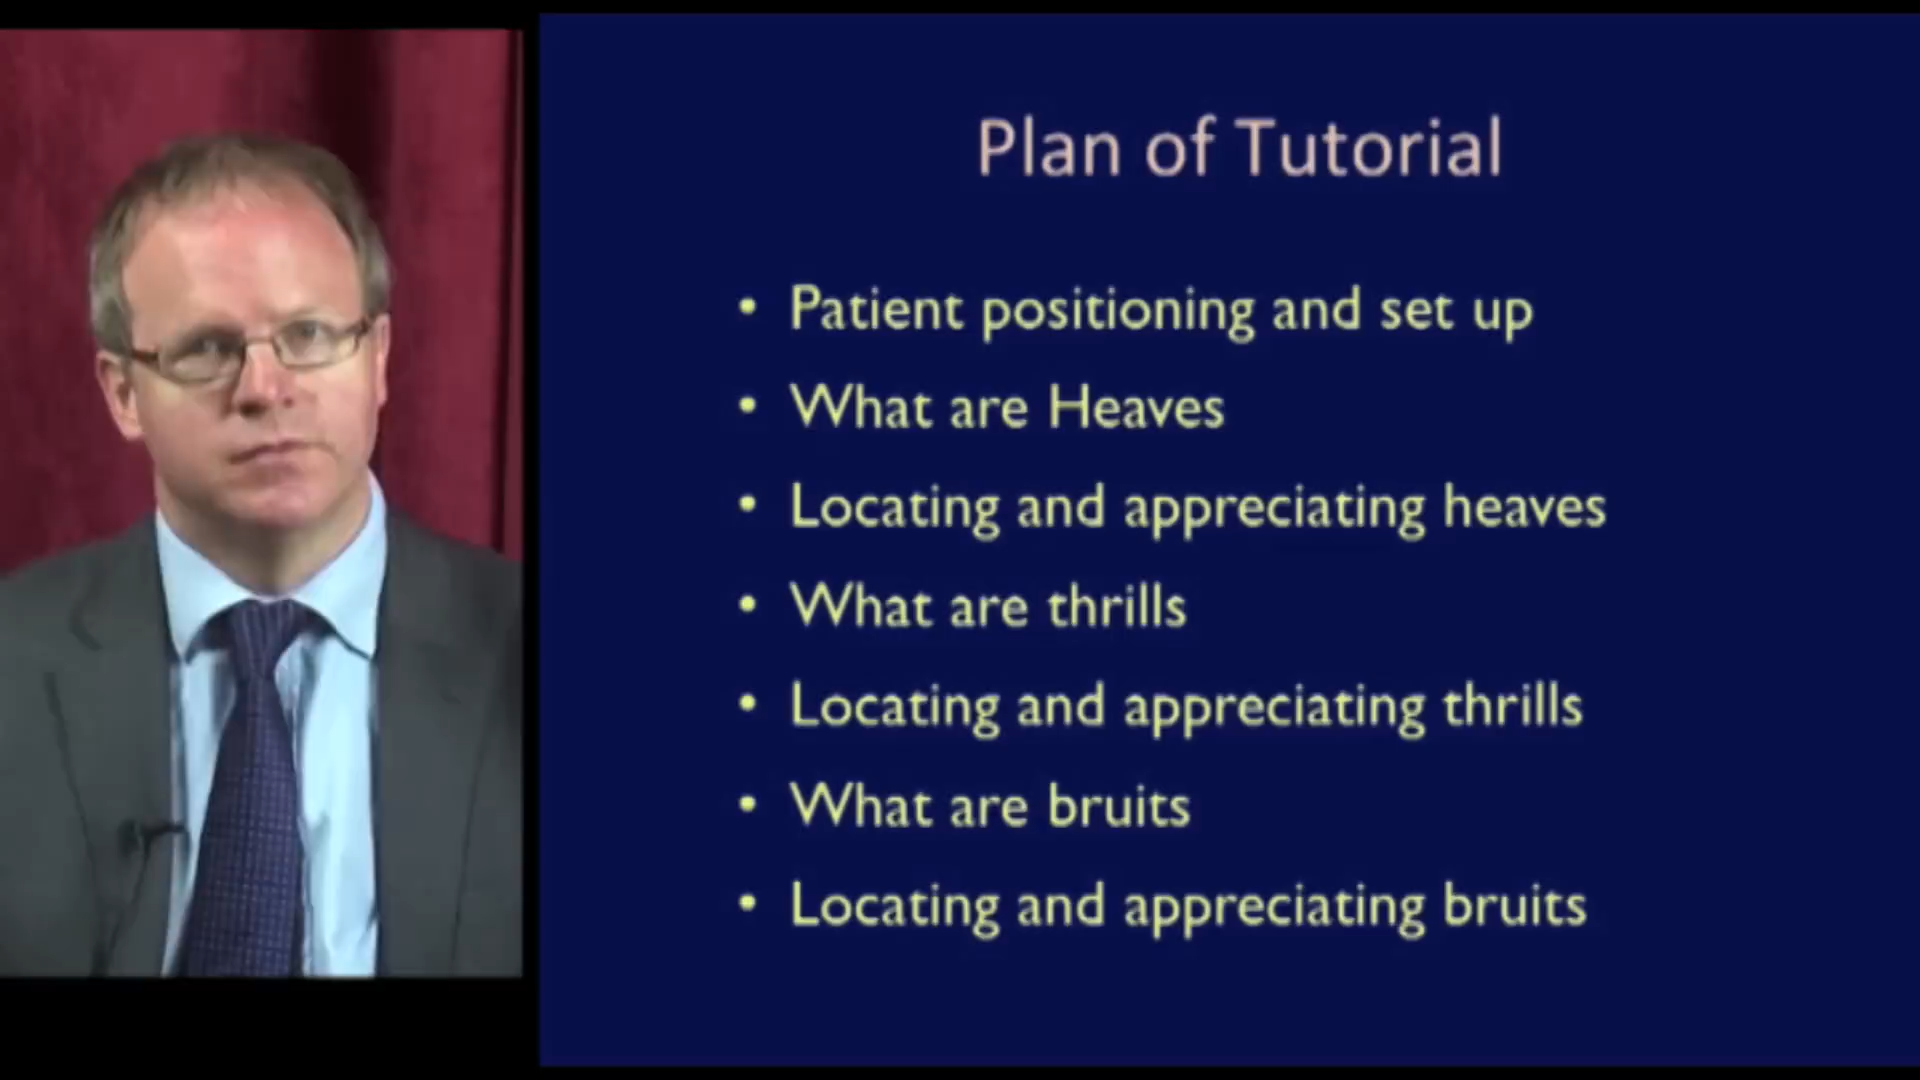 Plan of Tutorial
• Patient positioning and set up
• What are Heaves
• Locating and appreciating heaves
• What are thrills
• Locating and appreciating thrills
• What are bruits
• Locating and appreciating bruits